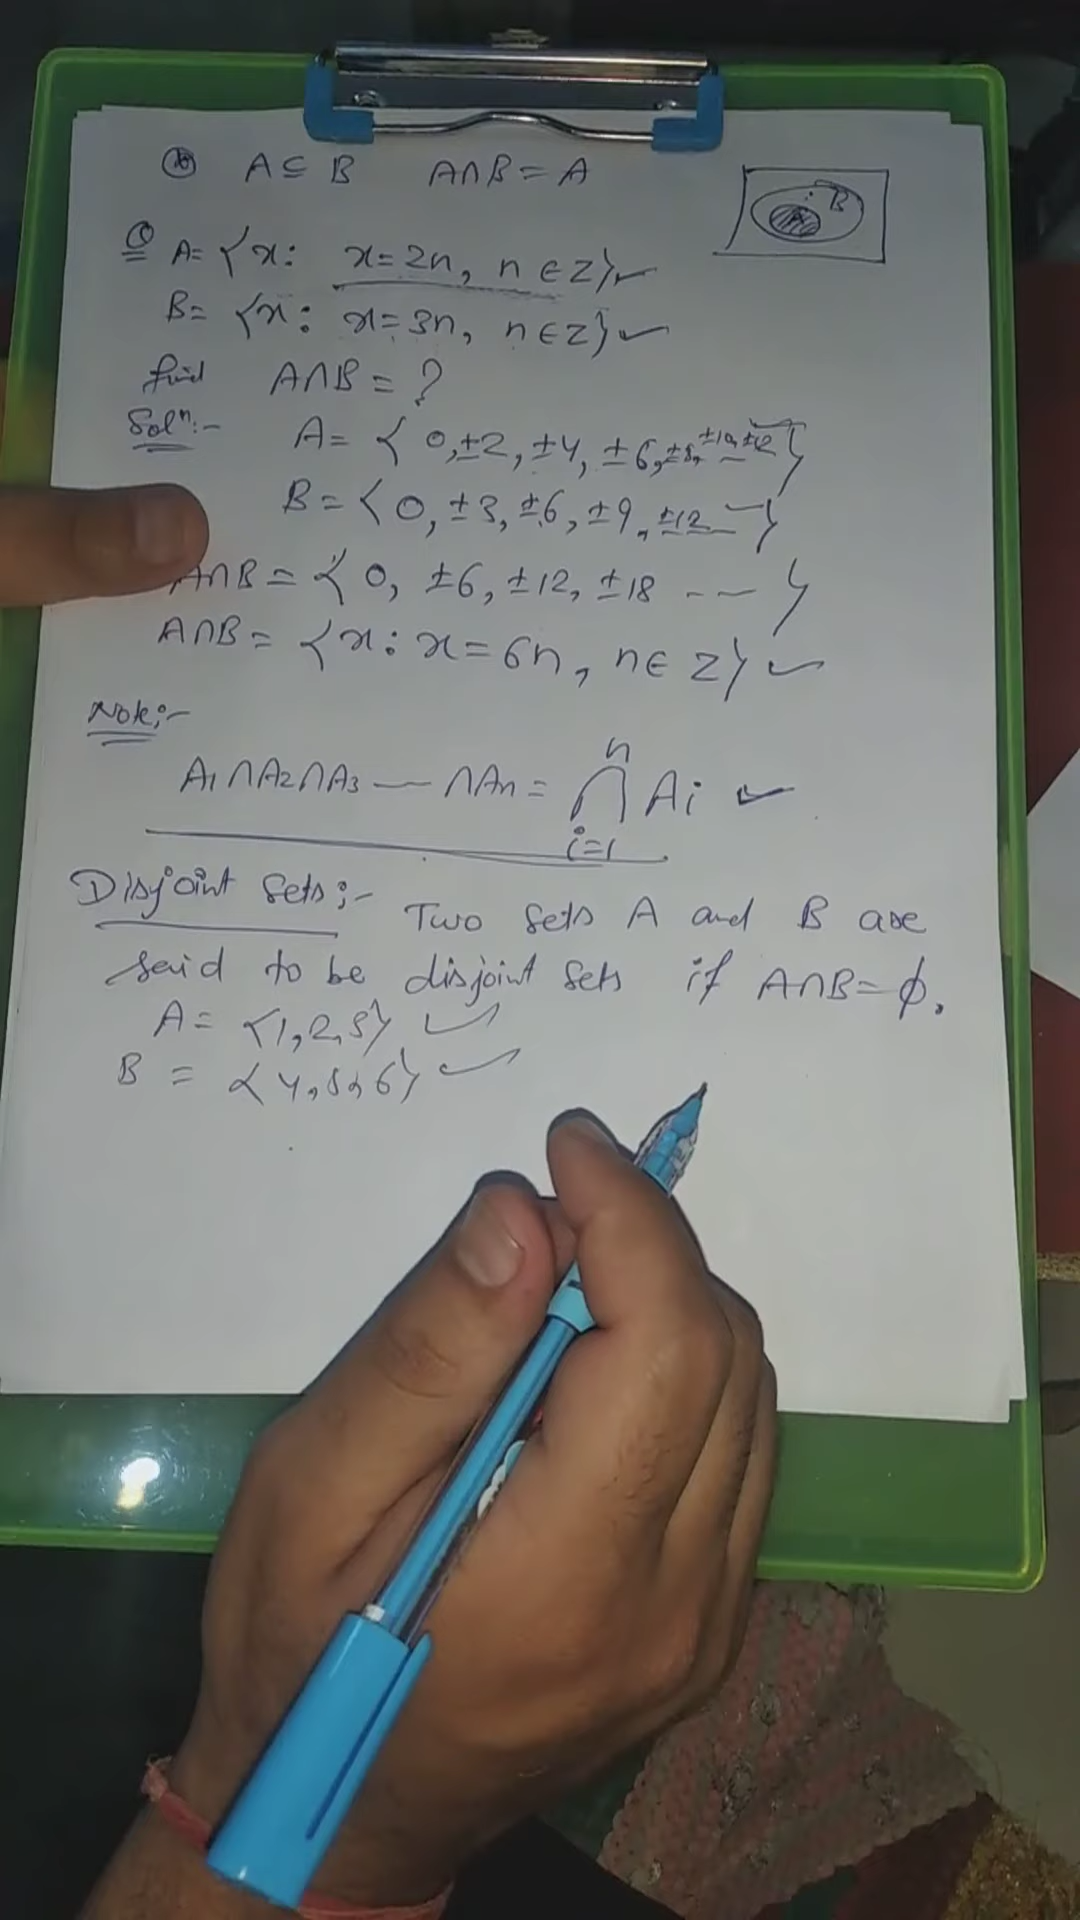 A ⊆ B A∩B = A
B
A
Q A = {x: x = 2n, n ∈ Z}
B = {x: x = 3n, n ∈ Z}
find A∩B = ?
Solⁿ:-
A = {0, ±2, ±4, ±6, ±8, ±10, ±12 }
B = {0, ±3, ±6, ±9, ±12 -- }
A∩B = {0, ±6, ±12, ±18 --- }
A∩B = {x: x = 6n, n ∈ Z}
Note:-
A1∩A2∩A3 — ∩An = ⋂ⁿᵢ₌₁ Ai
Disjoint Sets:- Two Sets A and B are
said to be disjoint Sets if A∩B = ϕ.
A = {1, 2, 3}
B = {4, 5, 6}